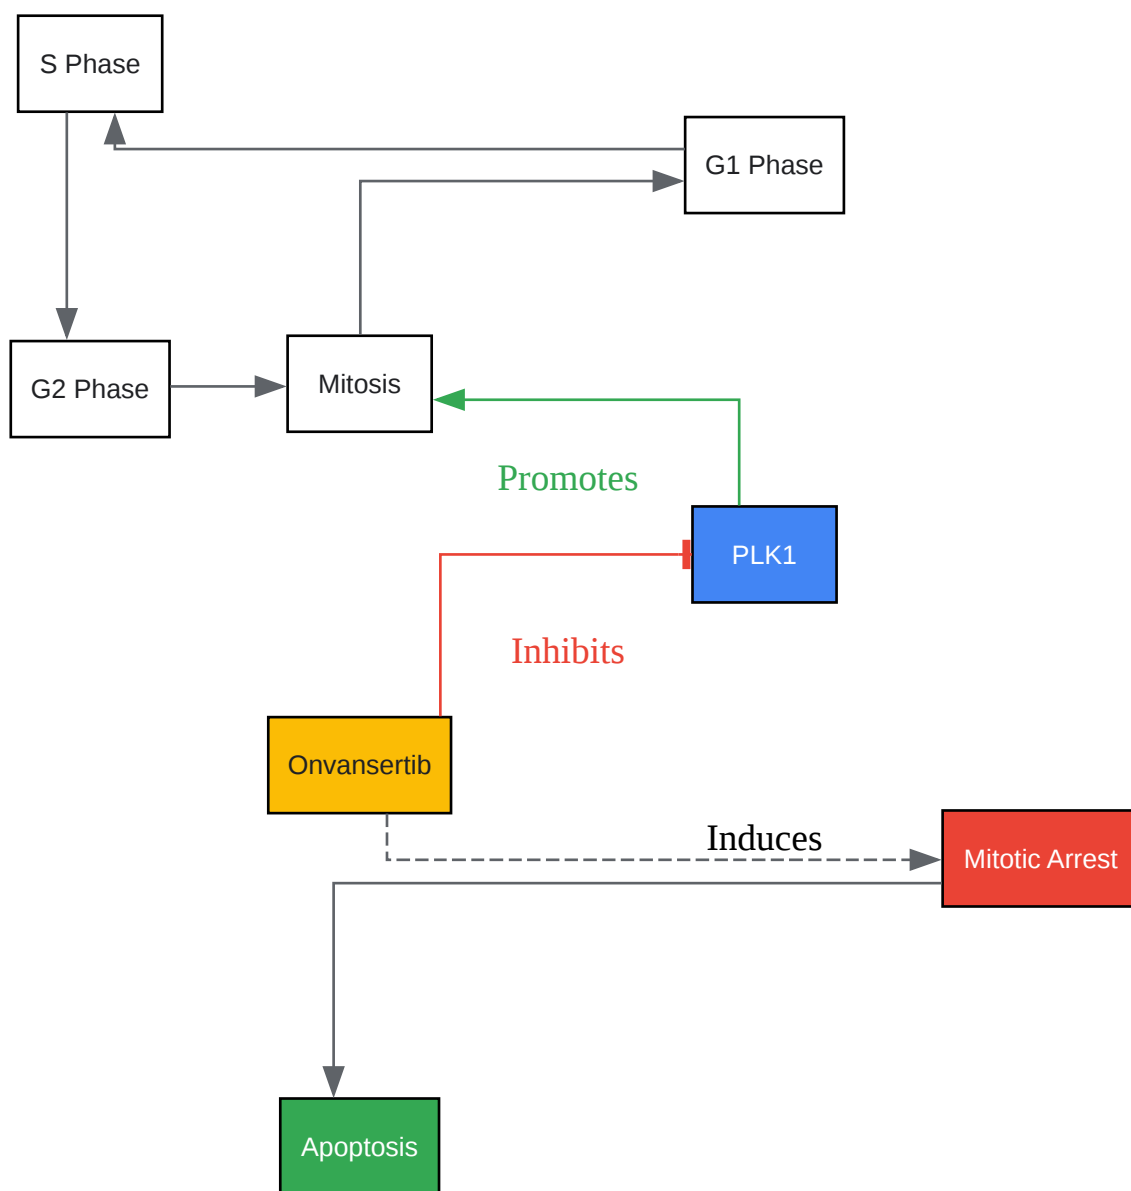 S Phase
G1 Phase
G2 Phase
Mitosis
Promotes
PLK1
Inhibits
Onvansertib
Induces
Mitotic Arrest
Apoptosis